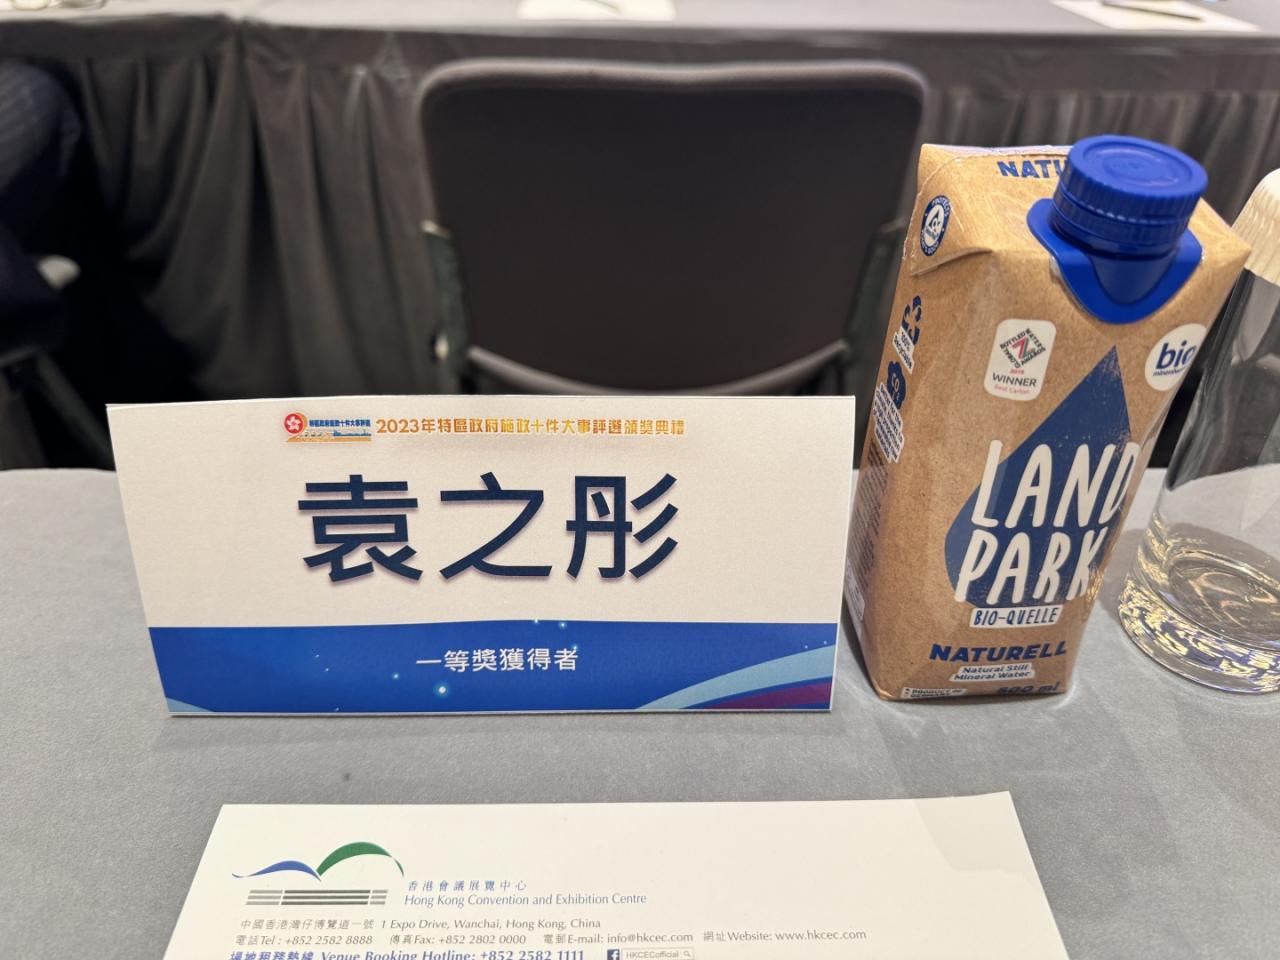 2023年特區政府施政十件大事評選頒獎典禮
袁之彤
一等獎獲得者
WINNER
bio
LAND
PARK
BIO-QUELLE
NATURELL
Natural Still
Mineral Water
500 ml
PRODUCT OF
GERMANY
香港會議展覽中心
Hong Kong Convention and Exhibition Centre
中國香港灣仔博覽道一號 1 Expo Drive, Wanchai, Hong Kong, China
電話Tel : +852 2582 8888 傳真Fax: +852 2802 0000 電郵E-mail: info@hkcec.com 網址Website: www.hkcec.com
場地租務熱線 Venue Booking Hotline: +852 2582 1111 HKCECofficial